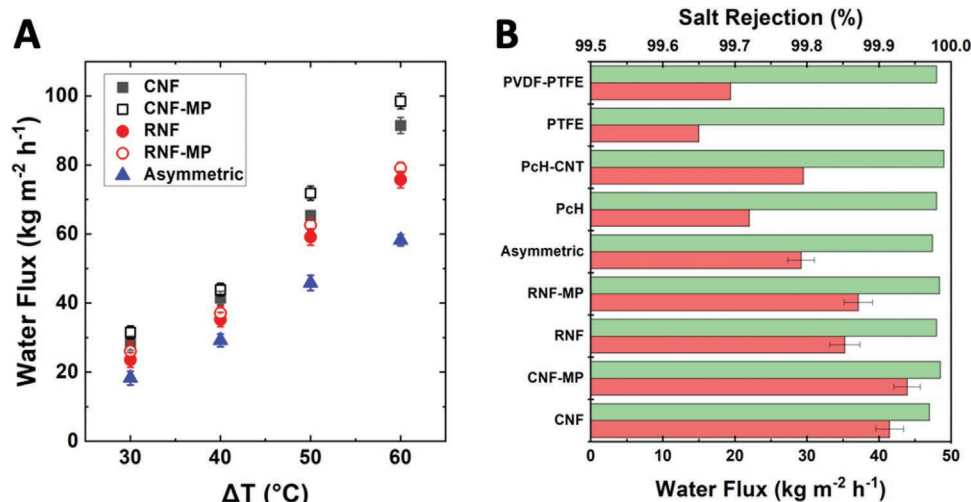 A
Water Flux (kg m⁻² h⁻¹)
100
80
60
40
20
0
CNF
CNF-MP
RNF
RNF-MP
Asymmetric
30 40 50 60
ΔT (°C)
B
Salt Rejection (%)
99.5 99.6 99.7 99.8 99.9 100.0
PVDF-PTFE
PTFE
PcH-CNT
PcH
Asymmetric
RNF-MP
RNF
CNF-MP
CNF
0 10 20 30 40 50
Water Flux (kg m⁻² h⁻¹)